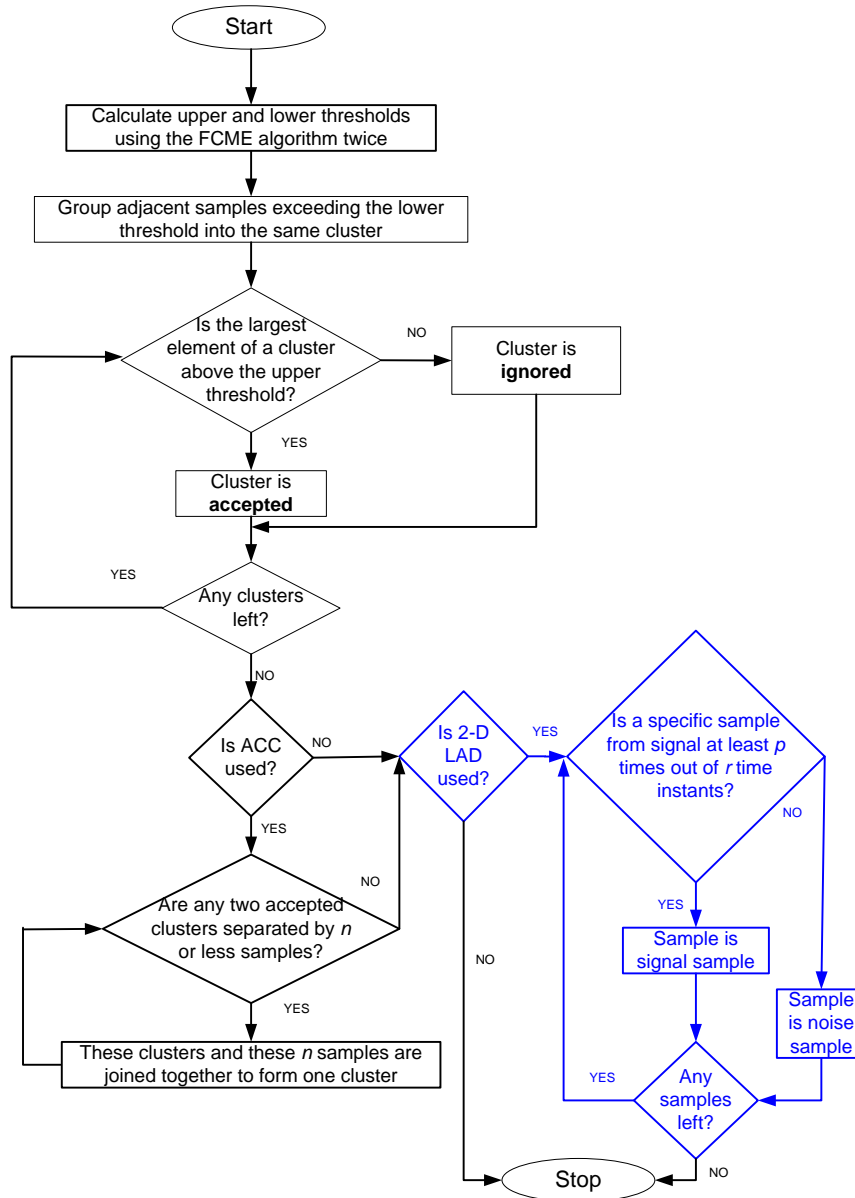 Start
Calculate upper and lower thresholds
using the FCME algorithm twice
Group adjacent samples exceeding the lower
threshold into the same cluster
Is the largest
element of a cluster
above the upper
threshold?
NO
Cluster is
ignored
YES
Cluster is
accepted
YES
Any clusters
left?
NO
Is ACC
used?
NO
Is 2-D
LAD
used?
YES
Is a specific sample
from signal at least p
times out of r time
instants?
NO
YES
NO
Are any two accepted
clusters separated by n
or less samples?
YES
Sample is
signal sample
NO
Sample
is noise
sample
YES
These clusters and these n samples are
joined together to form one cluster
YES
Any
samples
left?
NO
Stop